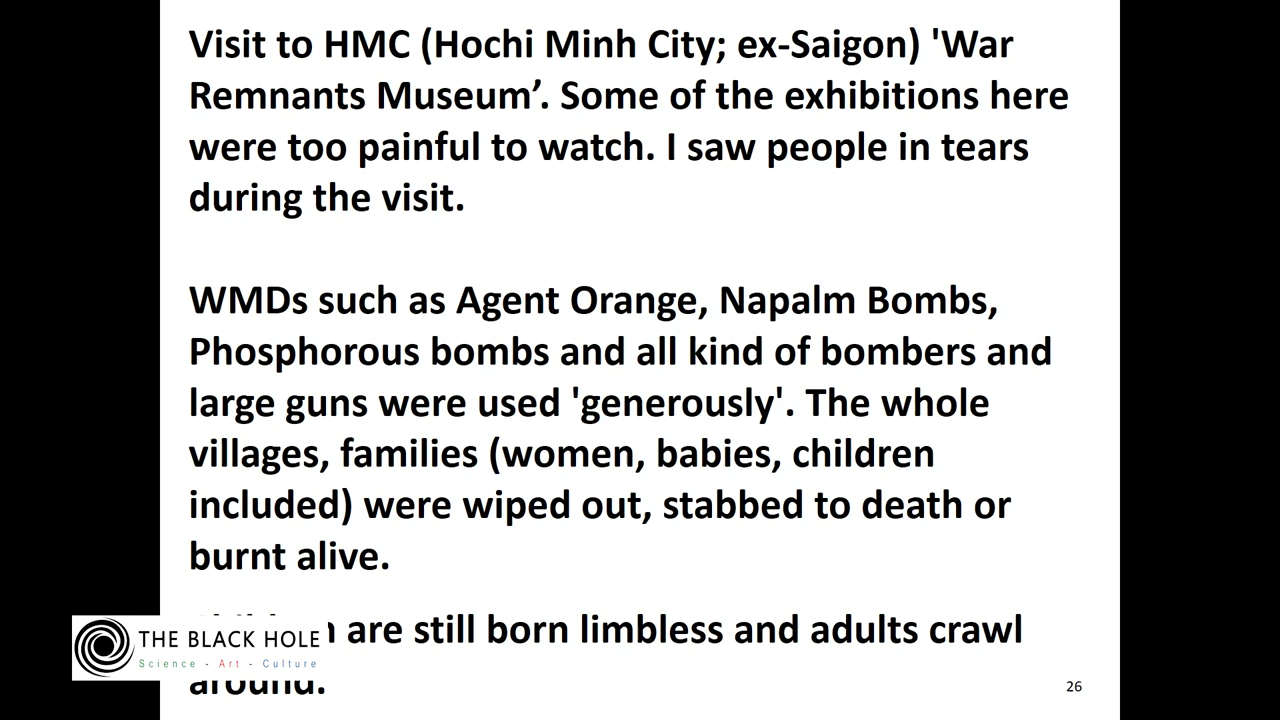 Visit to HMC (Hochi Minh City; ex-Saigon) 'War
Remnants Museum’. Some of the exhibitions here
were too painful to watch. I saw people in tears
during the visit.
WMDs such as Agent Orange, Napalm Bombs,
Phosphorous bombs and all kind of bombers and
large guns were used 'generously'. The whole
villages, families (women, babies, children
included) were wiped out, stabbed to death or
burnt alive.
are still born limbless and adults crawl
around.
THE BLACK HOLE
Science - Art - Culture
26